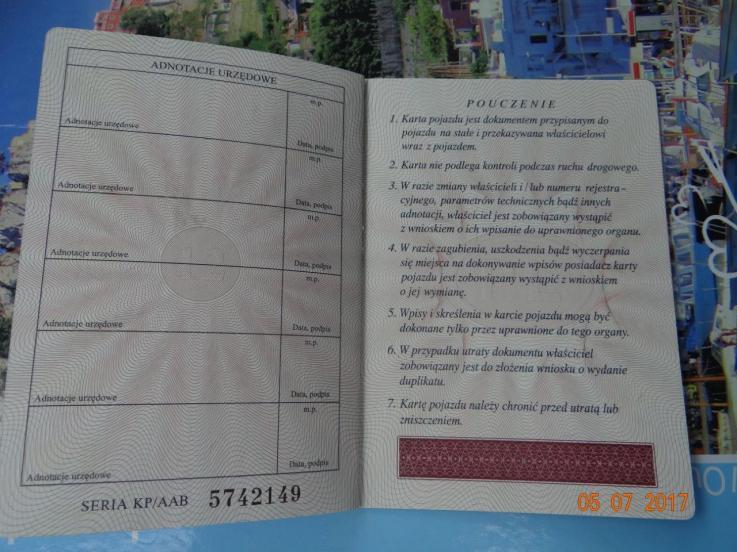 ADNOTACJE URZĘDOWE
m.p.
Adnotacje urzędowe
Data, podpis
m.p.
Adnotacje urzędowe
Data, podpis
m.p.
Adnotacje urzędowe
Data, podpis
m.p.
Adnotacje urzędowe
Data, podpis
m.p.
Adnotacje urzędowe
Data, podpis
m.p.
Adnotacje urzędowe
Data, podpis
SERIA KP/AAB 5742149
POUCZENIE
1. Karta pojazdu jest dokumentem przypisanym do
pojazdu na stałe i przekazywana właścicielowi
wraz z pojazdem.
2. Karta nie podlega kontroli podczas ruchu drogowego.
3. W razie zmiany właścicieli i / lub numeru rejestra–
cyjnego, parametrów technicznych bądź innych
adnotacji, właściciel jest zobowiązany wystąpić
z wnioskiem o ich wpisanie do uprawnionego organu.
4. W razie zagubienia, uszkodzenia bądź wyczerpania
się miejsca na dokonywanie wpisów posiadacz karty
pojazdu jest zobowiązany wystąpić z wnioskiem
o jej wymianę.
5. Wpisy i skreślenia w karcie pojazdu mogą być
dokonane tylko przez uprawnione do tego organy.
6. W przypadku utraty dokumentu właściciel
zobowiązany jest do złożenia wniosku o wydanie
duplikatu.
7. Kartę pojazdu należy chronić przed utratą lub
zniszczeniem.
05 07 2017